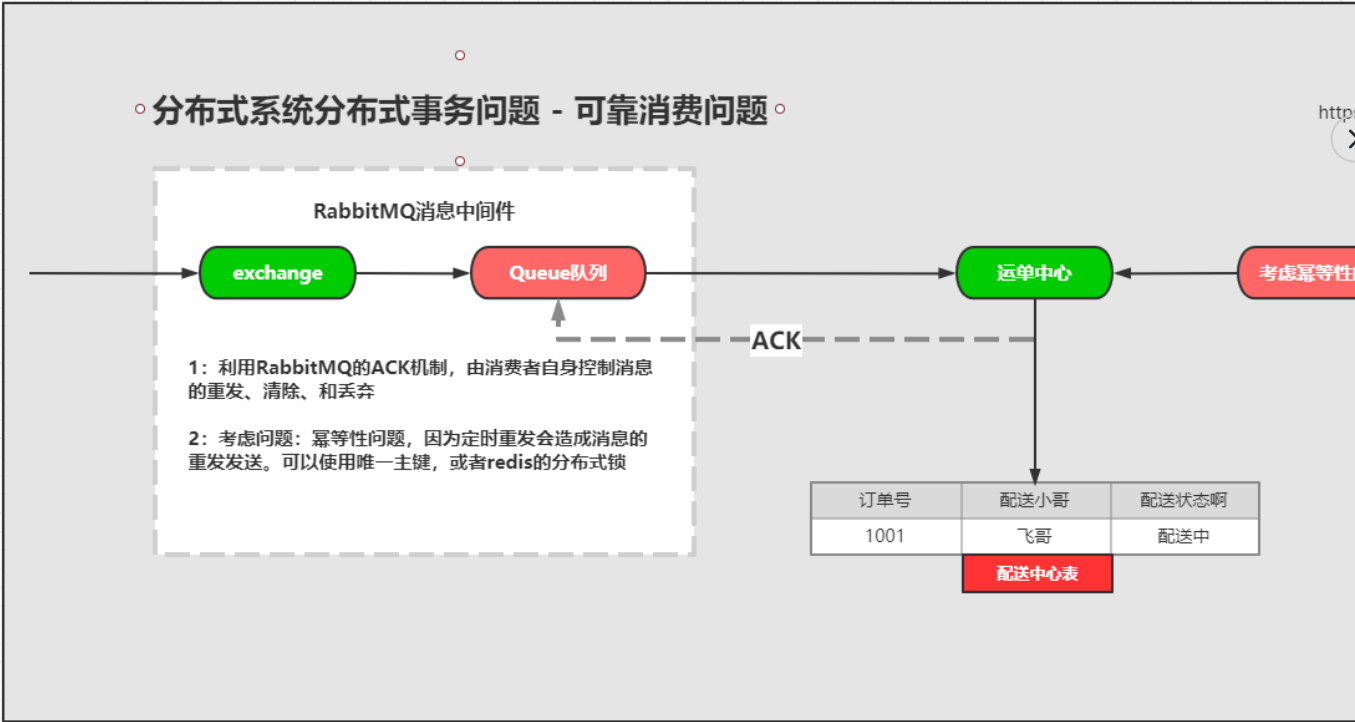 分布式系统分布式事务问题 - 可靠消费问题
http
RabbitMQ消息中间件
exchange
Queue队列
运单中心
考虑幂等性
ACK
1：利用RabbitMQ的ACK机制，由消费者自身控制消息
的重发、清除、和丢弃
2：考虑问题：幂等性问题，因为定时重发会造成消息的
重发发送。可以使用唯一主键，或者redis的分布式锁
订单号 配送小哥 配送状态啊
1001 飞哥 配送中
配送中心表